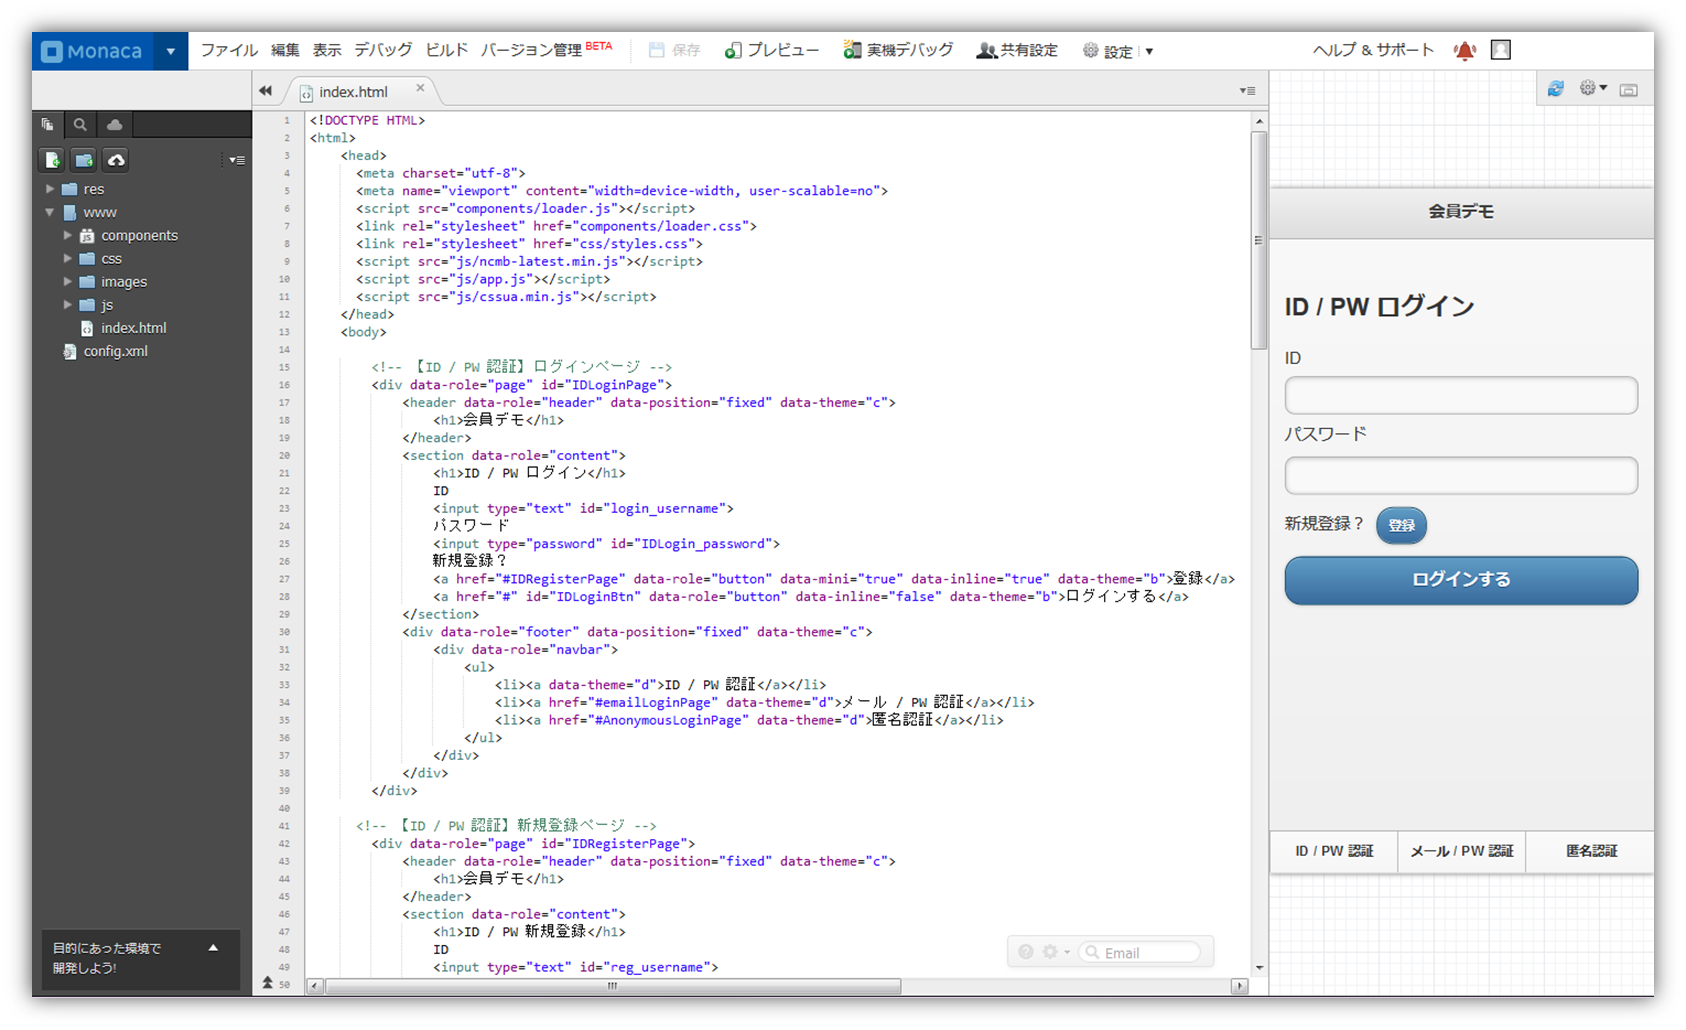 Monaca ファイル 編集 表示 デバッグ ビルド バージョン管理 BETA 保存 プレビュー 実機デバッグ 共有設定 設定 ヘルプ & サポート
index.html
res
www
components
css
images
js
index.html
config.xml
目的にあった環境で
開発しよう!
1 <!DOCTYPE HTML>
2 <html>
3 <head>
4 <meta charset="utf-8">
5 <meta name="viewport" content="width=device-width, user-scalable=no">
6 <script src="components/loader.js"></script>
7 <link rel="stylesheet" href="components/loader.css">
8 <link rel="stylesheet" href="css/styles.css">
9 <script src="js/ncmb-latest.min.js"></script>
10 <script src="js/app.js"></script>
11 <script src="js/cssua.min.js"></script>
12 </head>
13 <body>
14
15 <!-- 【ID / PW 認証】ログインページ -->
16 <div data-role="page" id="IDLoginPage">
17 <header data-role="header" data-position="fixed" data-theme="c">
18 <h1>会員デモ</h1>
19 </header>
20 <section data-role="content">
21 <h1>ID / PW ログイン</h1>
22 ID
23 <input type="text" id="login_username">
24 パスワード
25 <input type="password" id="IDLogin_password">
26 新規登録？
27 <a href="#IDRegisterPage" data-role="button" data-mini="true" data-inline="true" data-theme="b">登録</a>
28 <a href="#" id="IDLoginBtn" data-role="button" data-inline="false" data-theme="b">ログインする</a>
29 </section>
30 <div data-role="footer" data-position="fixed" data-theme="c">
31 <div data-role="navbar">
32 <ul>
33 <li><a data-theme="d">ID / PW 認証</a></li>
34 <li><a href="#emailLoginPage" data-theme="d">メール / PW 認証</a></li>
35 <li><a href="#AnonymousLoginPage" data-theme="d">匿名認証</a></li>
36 </ul>
37 </div>
38 </div>
39 </div>
40
41 <!-- 【ID / PW 認証】新規登録ページ -->
42 <div data-role="page" id="IDRegisterPage">
43 <header data-role="header" data-position="fixed" data-theme="c">
44 <h1>会員デモ</h1>
45 </header>
46 <section data-role="content">
47 <h1>ID / PW 新規登録</h1>
48 ID
49 <input type="text" id="reg_username">
50
Email
会員デモ
ID / PW ログイン
ID
パスワード
新規登録？ 登録
ログインする
ID / PW 認証 メール / PW 認証 匿名認証